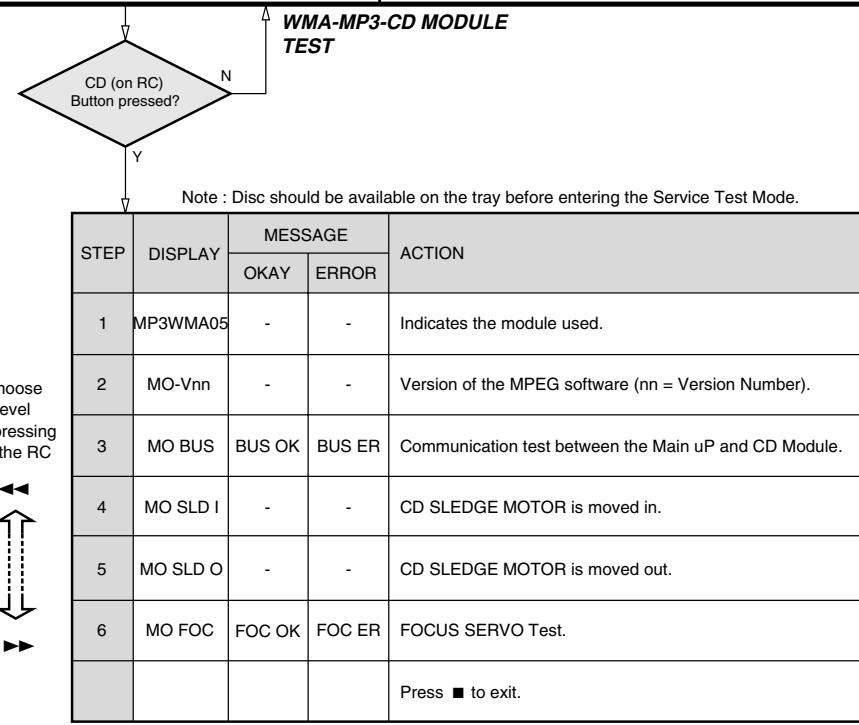 WMA-MP3-CD MODULE
TEST
CD (on RC)
Button pressed?
N
Y
Note : Disc should be available on the tray before entering the Service Test Mode.
STEP DISPLAY MESSAGE ACTION
OKAY ERROR
1 MP3WMA05 - - Indicates the module used.
2 MO-Vnn - - Version of the MPEG software (nn = Version Number).
3 MO BUS BUS OK BUS ER Communication test between the Main uP and CD Module.
4 MO SLD I - - CD SLEDGE MOTOR is moved in.
5 MO SLD O - - CD SLEDGE MOTOR is moved out.
6 MO FOC FOC OK FOC ER FOCUS SERVO Test.
Press ■ to exit.
hoose
evel
pressing
the RC
◄◄
►►